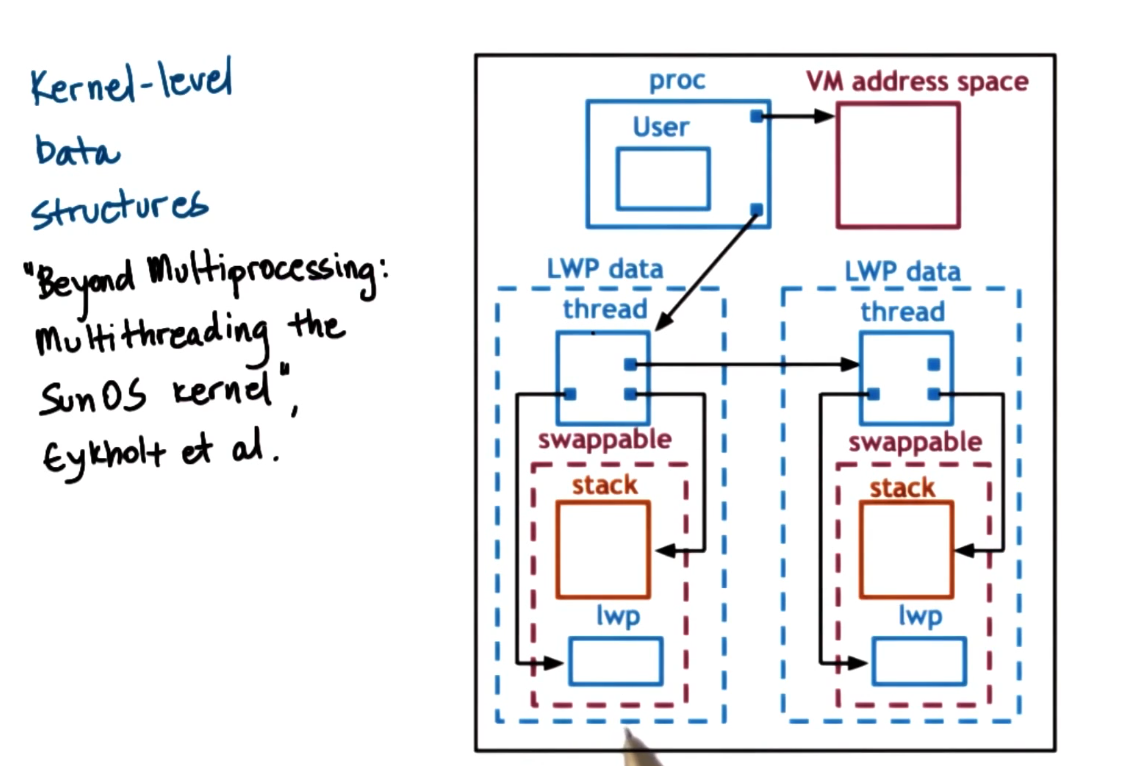 Kernel-level
Data
Structures
"Beyond Multiprocessing:
Multithreading the
SunOS kernel",
Eykholt et al.
proc
VM address space
User
LWP data
LWP data
thread
thread
swappable
swappable
stack
stack
lwp
lwp